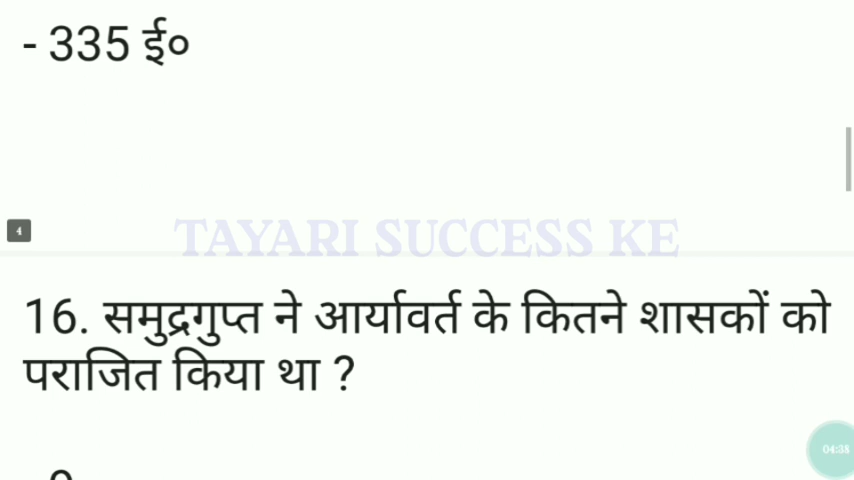 - 335 ई०
4
TAYARI SUCCESS KE
16. समुद्रगुप्त ने आर्यावर्त के कितने शासकों को
पराजित किया था ?
04:38